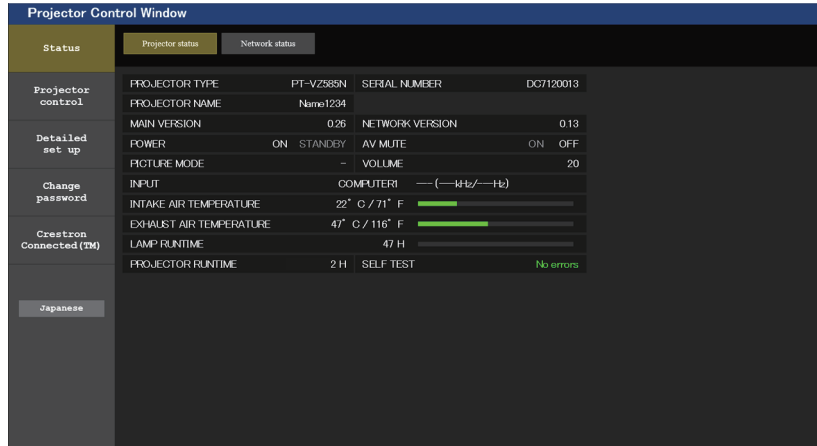 Projector Control Window
Status
Projector status Network status
Projector
control
Detailed
set up
Change
password
Crestron
Connected(TM)
Japanese
PROJECTOR TYPE PT-VZ585N SERIAL NUMBER DC7120013
PROJECTOR NAME Name1234
MAIN VERSION 0.26 NETWORK VERSION 0.13
POWER ON STANDBY AV MUTE ON OFF
PICTURE MODE – VOLUME 20
INPUT COMPUTER1 ---(---kHz/---Hz)
INTAKE AIR TEMPERATURE 22° C / 71° F
EXHAUST AIR TEMPERATURE 47° C / 116° F
LAMP RUNTIME 47 H
PROJECTOR RUNTIME 2 H SELF TEST No errors